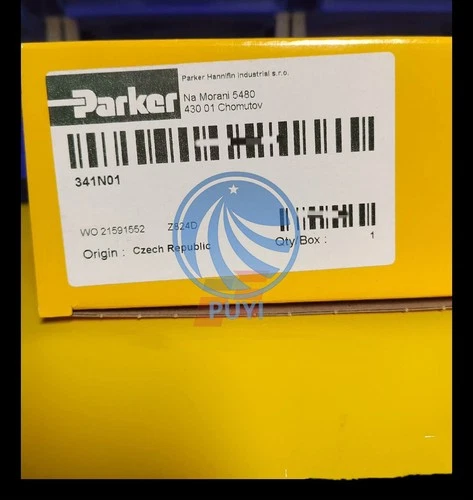 Parker
Parker Hannifin Industrial s.r.o.
Na Morani 5480
430 01 Chomutov
341N01
WO 21591552 Z824D
Origin : Czech Republic
Qty Box : 1
PUYI